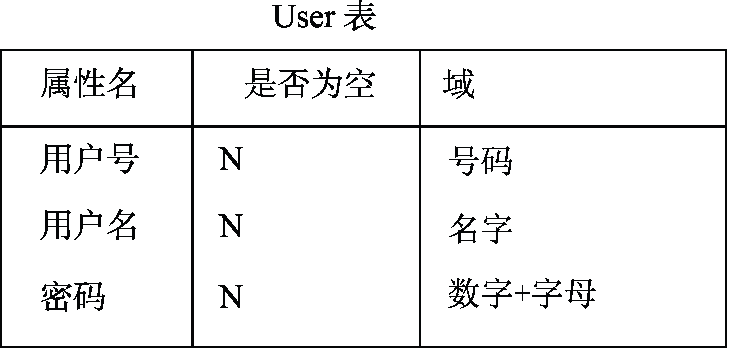 User 表
属性名 是否为空 域
用户号 N 号码
用户名 N 名字
密码 N 数字+字母